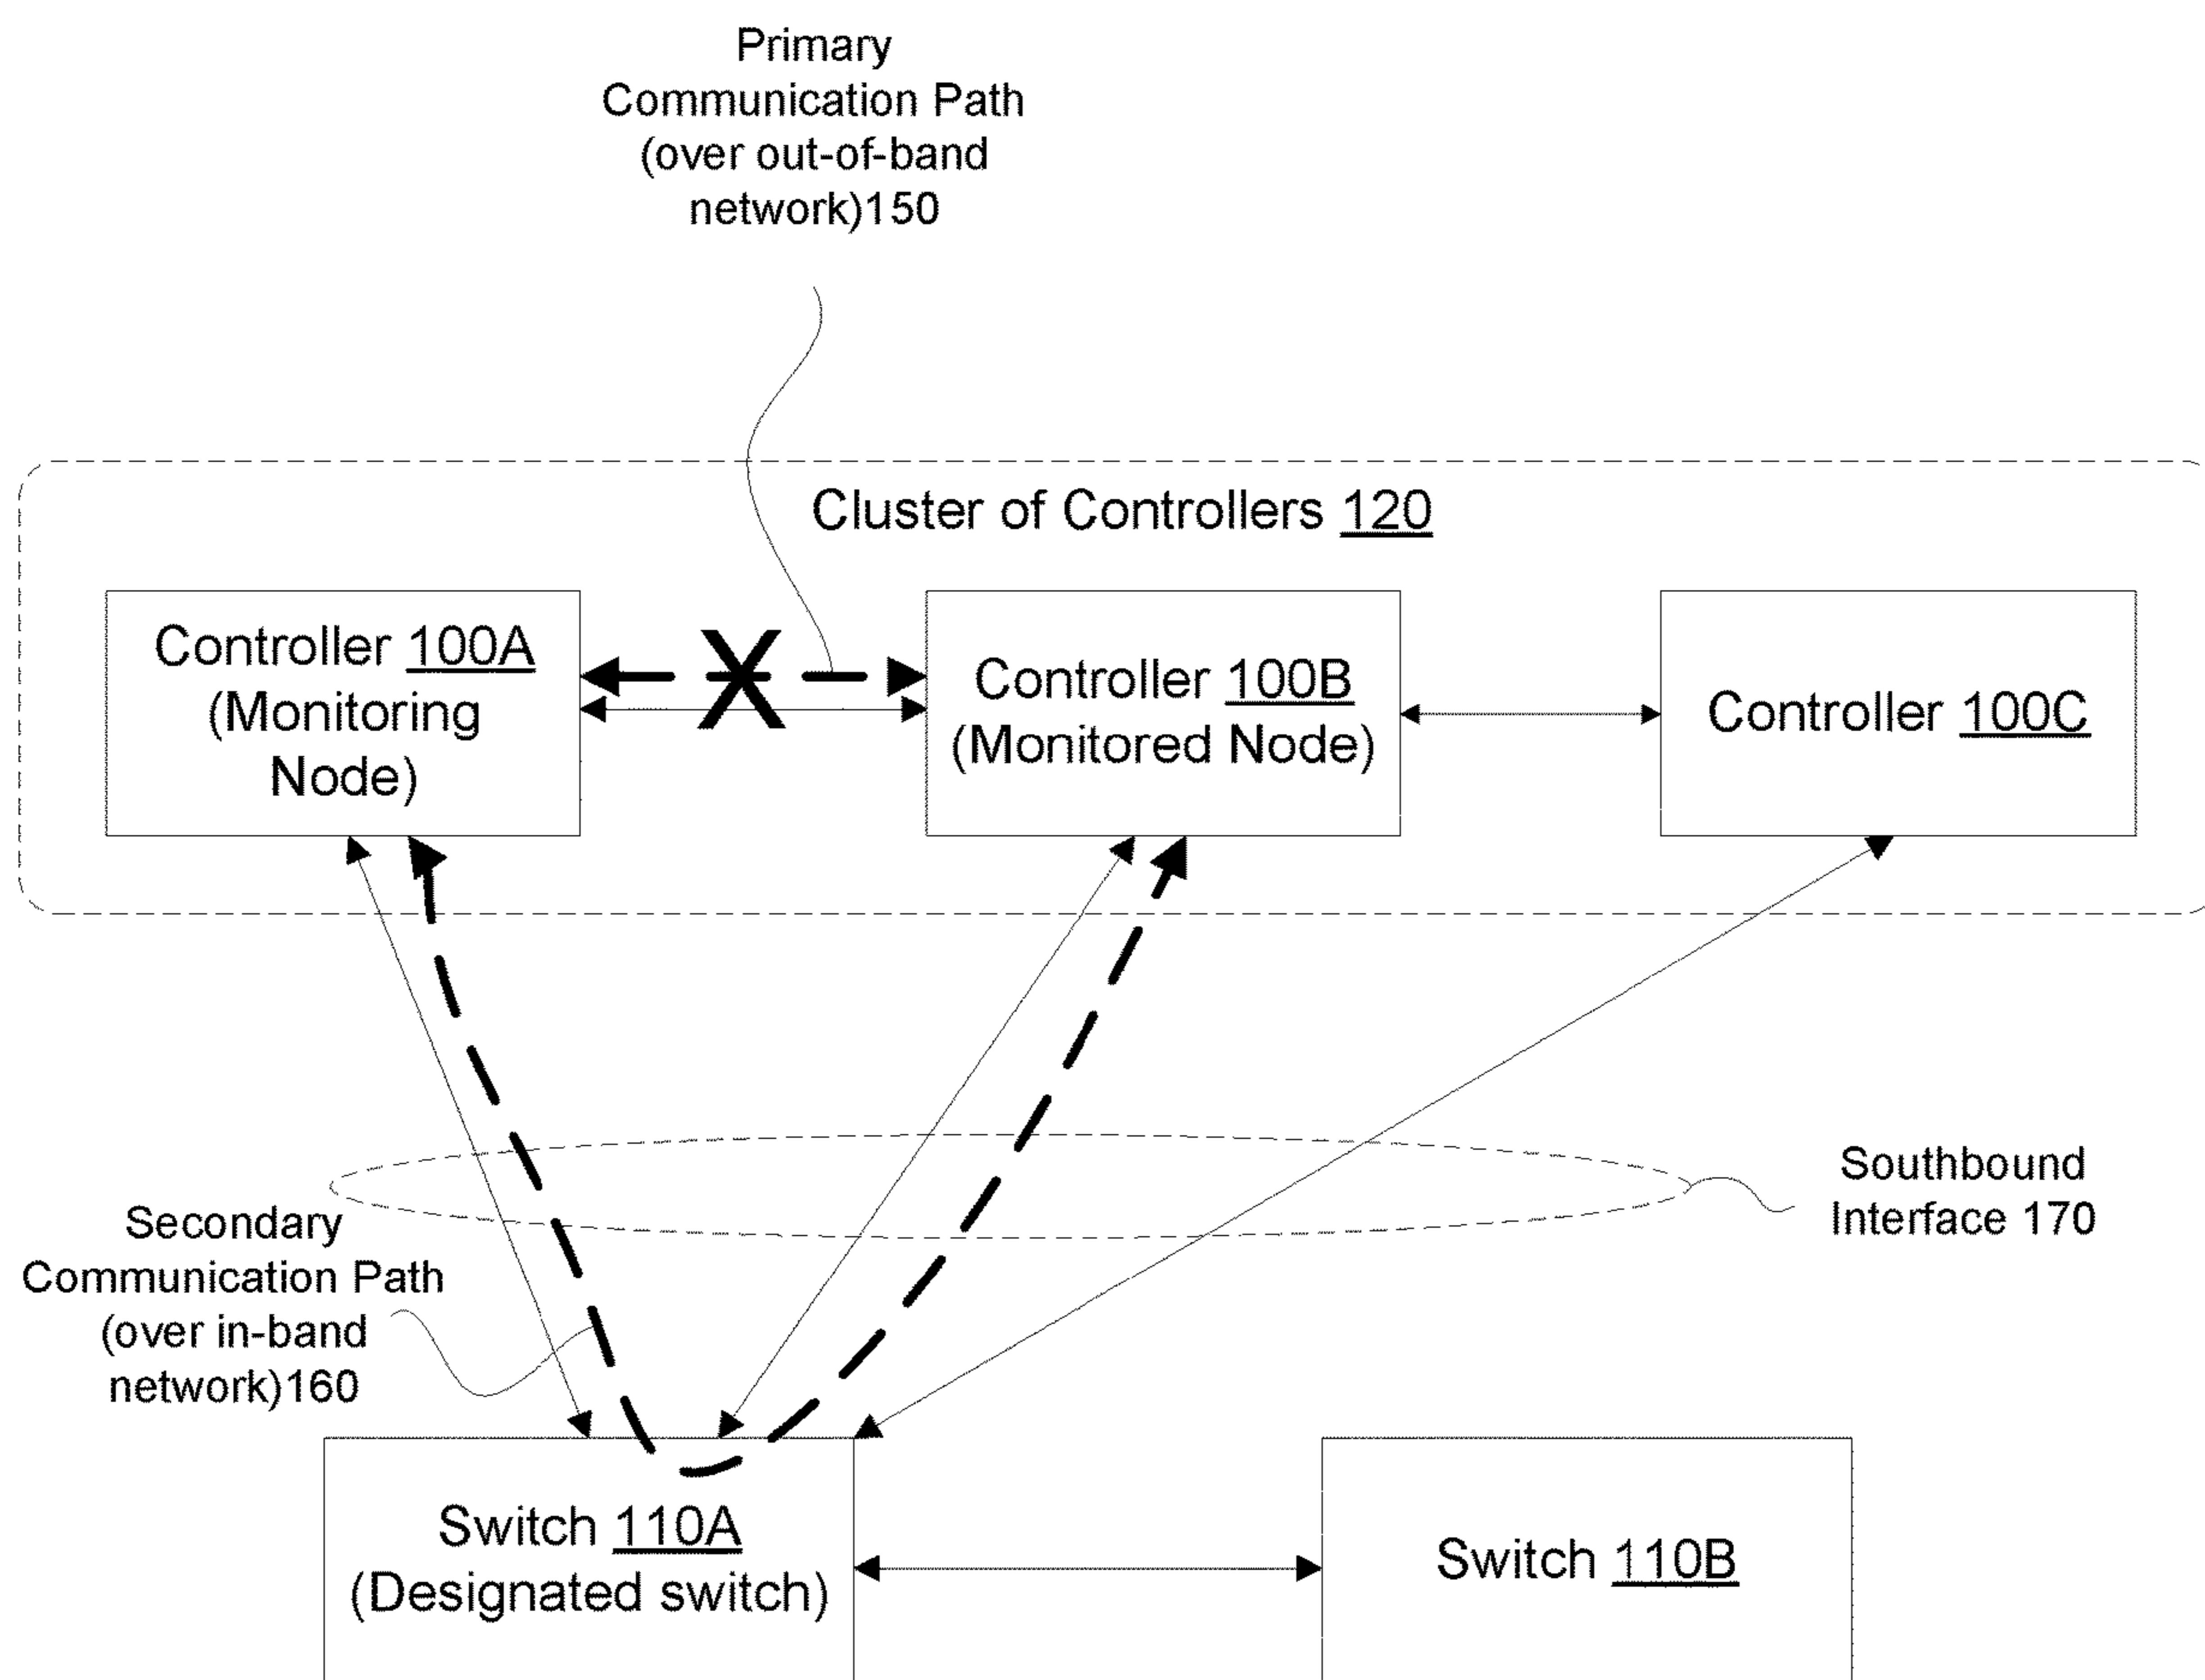 Primary
Communication Path
(over out-of-band
network)150
Cluster of Controllers 120
Controller 100A
(Monitoring
Node)
X
Controller 100B
(Monitored Node)
Controller 100C
Southbound
Interface 170
Secondary
Communication Path
(over in-band
network)160
Switch 110A
(Designated switch)
Switch 110B